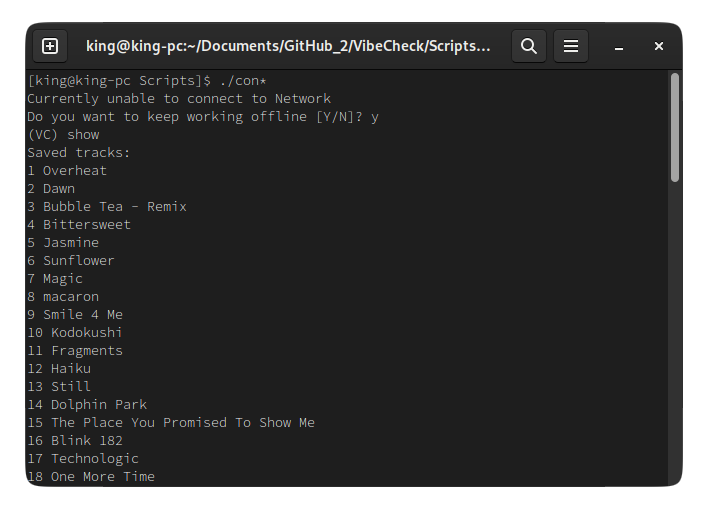 king@king-pc:~/Documents/GitHub_2/VibeCheck/Scripts...
[king@king-pc Scripts]$ ./con*
Currently unable to connect to Network
Do you want to keep working offline [Y/N]? y
(VC) show
Saved tracks:
1 Overheat
2 Dawn
3 Bubble Tea - Remix
4 Bittersweet
5 Jasmine
6 Sunflower
7 Magic
8 macaron
9 Smile 4 Me
10 Kodokushi
11 Fragments
12 Haiku
13 Still
14 Dolphin Park
15 The Place You Promised To Show Me
16 Blink 182
17 Technologic
18 One More Time